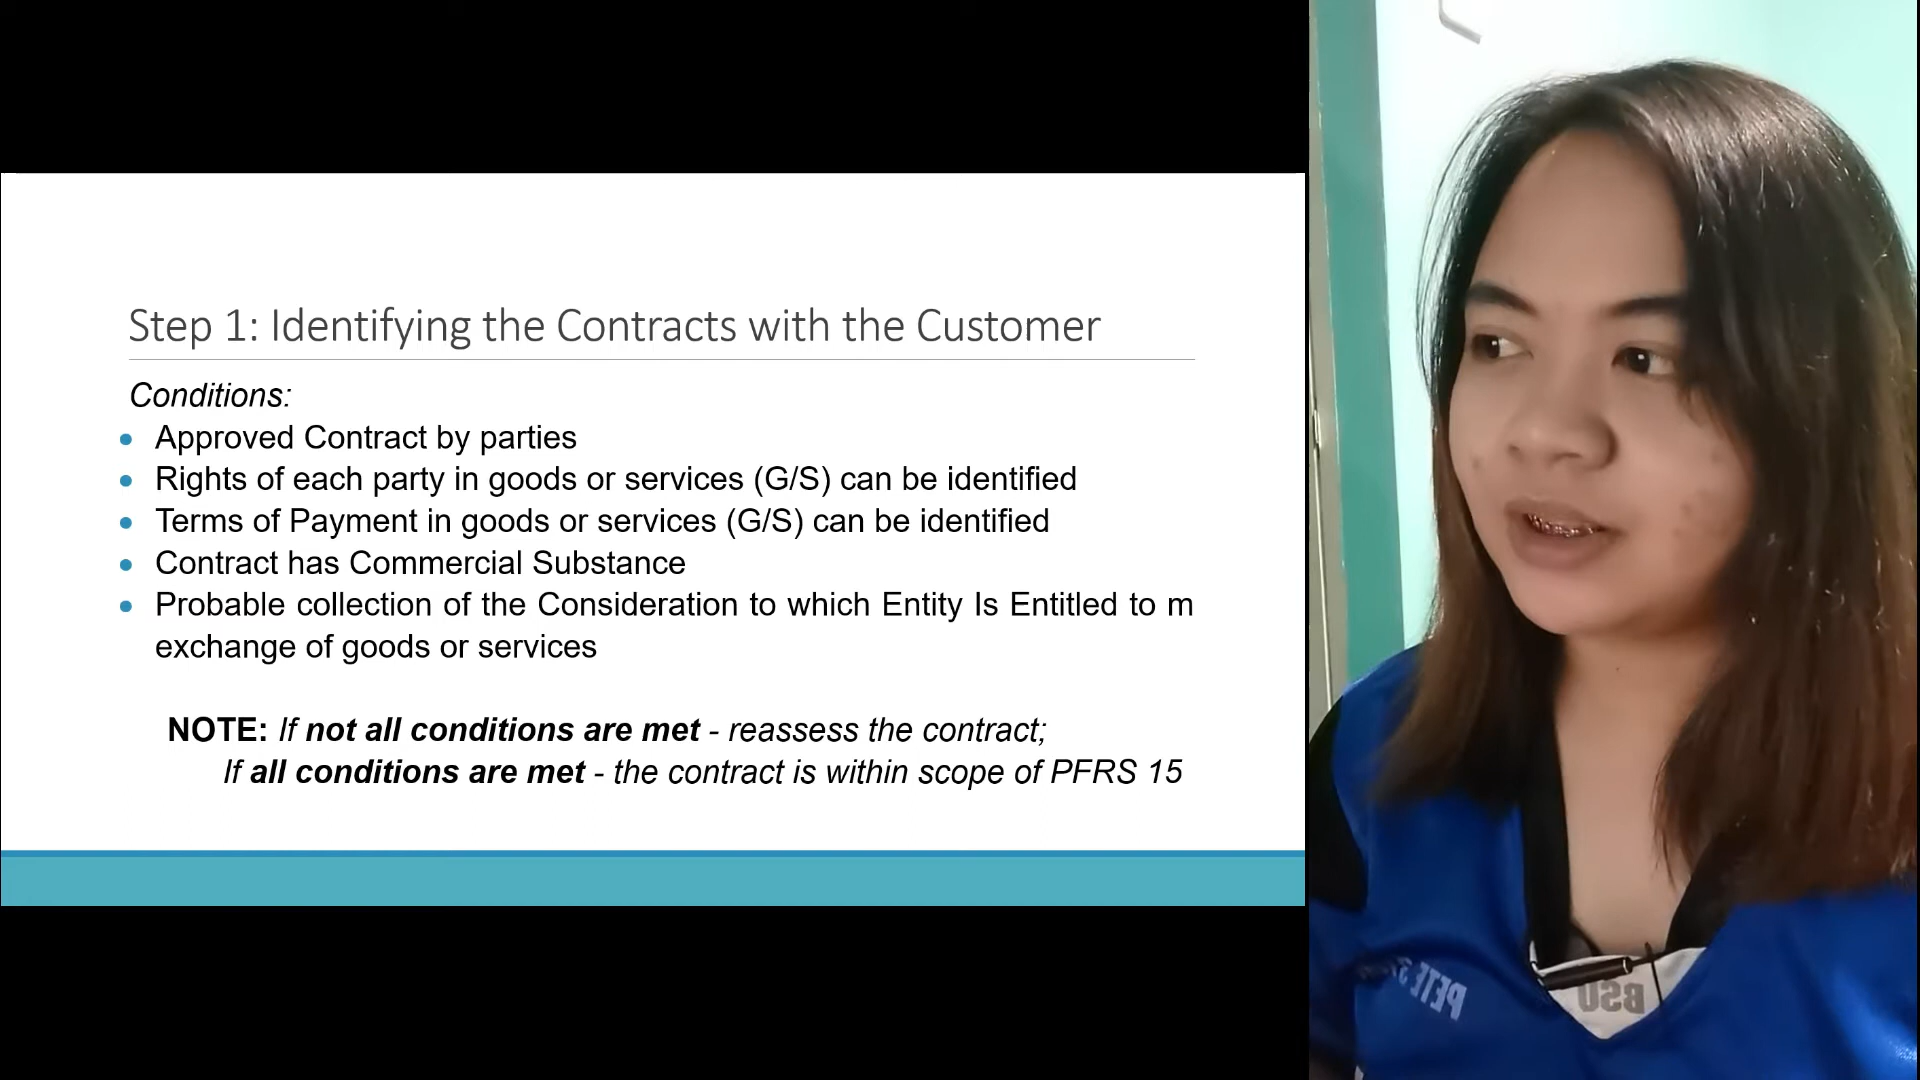 Step 1: Identifying the Contracts with the Customer
Conditions:
• Approved Contract by parties
• Rights of each party in goods or services (G/S) can be identified
• Terms of Payment in goods or services (G/S) can be identified
• Contract has Commercial Substance
• Probable collection of the Consideration to which Entity Is Entitled to m
exchange of goods or services
NOTE: If not all conditions are met - reassess the contract;
If all conditions are met - the contract is within scope of PFRS 15
PETE
BSU